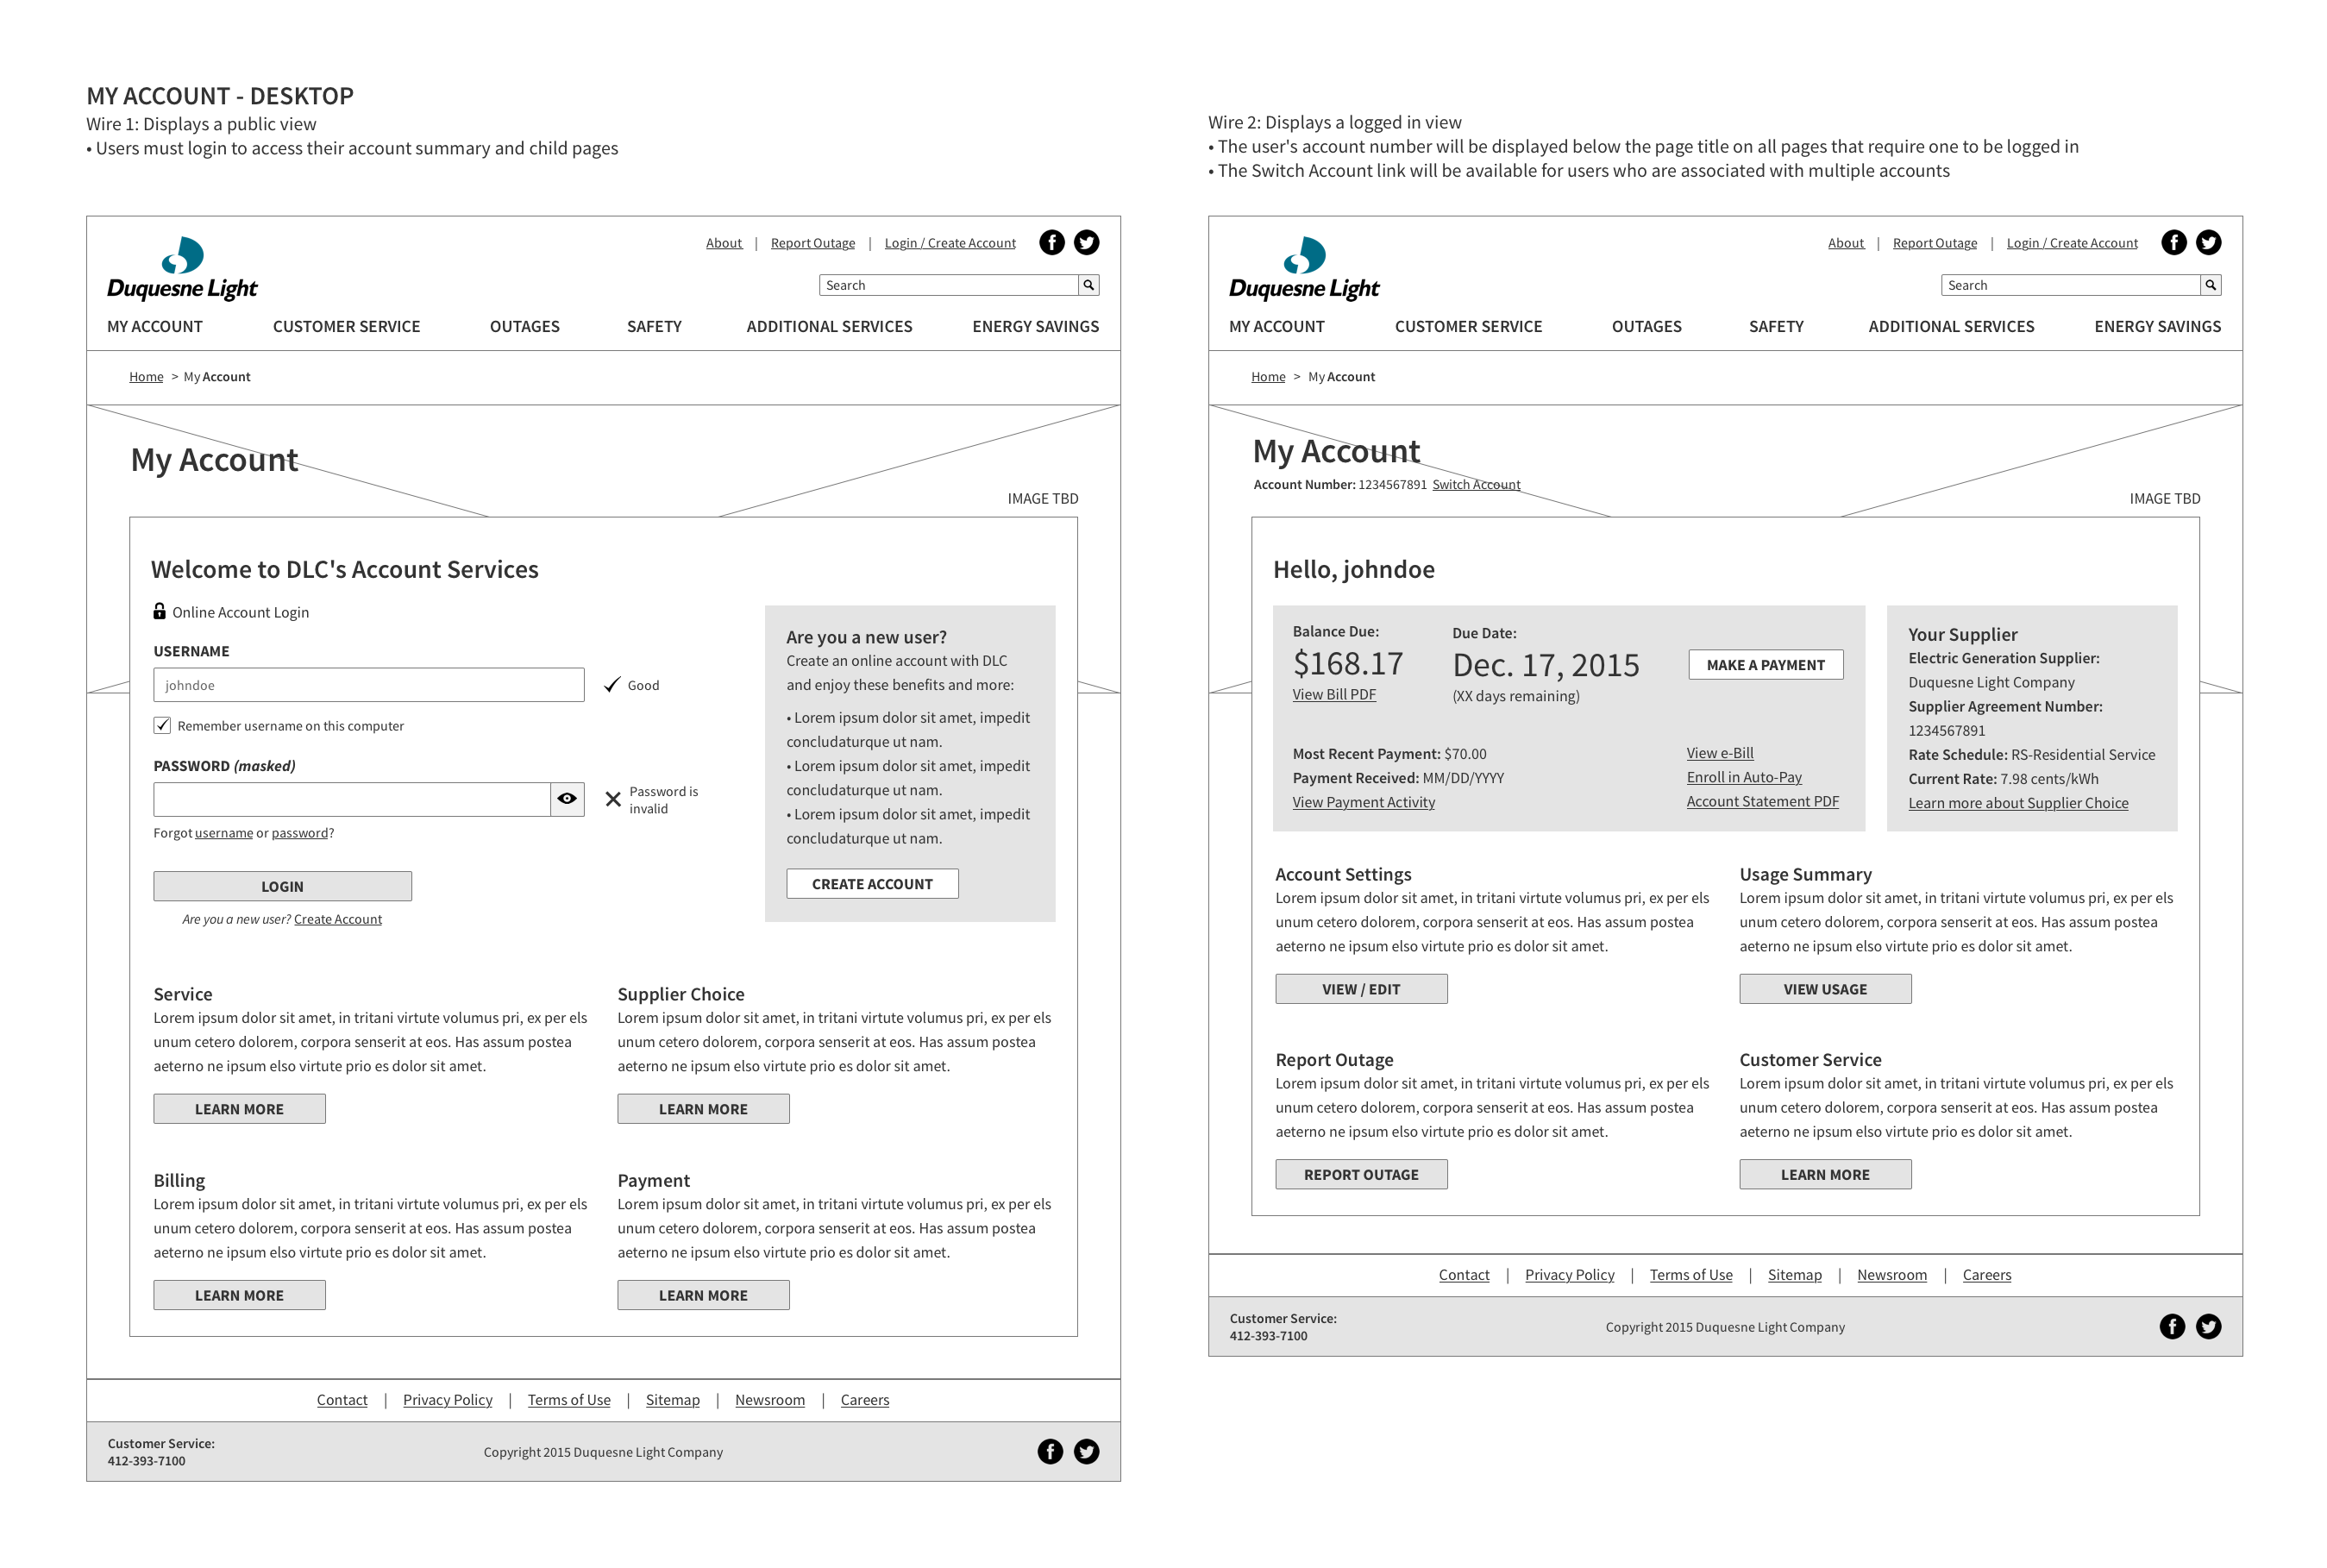 MY ACCOUNT - DESKTOP
Wire 1: Displays a public view
• Users must login to access their account summary and child pages
About | Report Outage | Login / Create Account
Duquesne Light
Search
MY ACCOUNT CUSTOMER SERVICE OUTAGES SAFETY ADDITIONAL SERVICES ENERGY SAVINGS
Home > My Account
My Account
IMAGE TBD
Welcome to DLC's Account Services
Online Account Login
USERNAME
johndoe
Good
Remember username on this computer
PASSWORD (masked)
Password is
invalid
Forgot username or password?
LOGIN
Are you a new user? Create Account
Are you a new user?
Create an online account with DLC
and enjoy these benefits and more:
• Lorem ipsum dolor sit amet, impedit
concludaturque ut nam.
• Lorem ipsum dolor sit amet, impedit
concludaturque ut nam.
• Lorem ipsum dolor sit amet, impedit
concludaturque ut nam.
CREATE ACCOUNT
Service
Lorem ipsum dolor sit amet, in tritani virtute volumus pri, ex per els
unum cetero dolorem, corpora senserit at eos. Has assum postea
aeterno ne ipsum elso virtute prio es dolor sit amet.
LEARN MORE
Supplier Choice
Lorem ipsum dolor sit amet, in tritani virtute volumus pri, ex per els
unum cetero dolorem, corpora senserit at eos. Has assum postea
aeterno ne ipsum elso virtute prio es dolor sit amet.
LEARN MORE
Billing
Lorem ipsum dolor sit amet, in tritani virtute volumus pri, ex per els
unum cetero dolorem, corpora senserit at eos. Has assum postea
aeterno ne ipsum elso virtute prio es dolor sit amet.
LEARN MORE
Payment
Lorem ipsum dolor sit amet, in tritani virtute volumus pri, ex per els
unum cetero dolorem, corpora senserit at eos. Has assum postea
aeterno ne ipsum elso virtute prio es dolor sit amet.
LEARN MORE
Contact | Privacy Policy | Terms of Use | Sitemap | Newsroom | Careers
Customer Service:
412-393-7100
Copyright 2015 Duquesne Light Company
Wire 2: Displays a logged in view
• The user's account number will be displayed below the page title on all pages that require one to be logged in
• The Switch Account link will be available for users who are associated with multiple accounts
About | Report Outage | Login / Create Account
Duquesne Light
Search
MY ACCOUNT CUSTOMER SERVICE OUTAGES SAFETY ADDITIONAL SERVICES ENERGY SAVINGS
Home > My Account
My Account
Account Number: 1234567891 Switch Account
IMAGE TBD
Hello, johndoe
Balance Due:
$168.17
View Bill PDF
Due Date:
Dec. 17, 2015
(XX days remaining)
MAKE A PAYMENT
Most Recent Payment: $70.00
Payment Received: MM/DD/YYYY
View Payment Activity
View e-Bill
Enroll in Auto-Pay
Account Statement PDF
Your Supplier
Electric Generation Supplier:
Duquesne Light Company
Supplier Agreement Number:
1234567891
Rate Schedule: RS-Residential Service
Current Rate: 7.98 cents/kWh
Learn more about Supplier Choice
Account Settings
Lorem ipsum dolor sit amet, in tritani virtute volumus pri, ex per els
unum cetero dolorem, corpora senserit at eos. Has assum postea
aeterno ne ipsum elso virtute prio es dolor sit amet.
VIEW / EDIT
Usage Summary
Lorem ipsum dolor sit amet, in tritani virtute volumus pri, ex per els
unum cetero dolorem, corpora senserit at eos. Has assum postea
aeterno ne ipsum elso virtute prio es dolor sit amet.
VIEW USAGE
Report Outage
Lorem ipsum dolor sit amet, in tritani virtute volumus pri, ex per els
unum cetero dolorem, corpora senserit at eos. Has assum postea
aeterno ne ipsum elso virtute prio es dolor sit amet.
REPORT OUTAGE
Customer Service
Lorem ipsum dolor sit amet, in tritani virtute volumus pri, ex per els
unum cetero dolorem, corpora senserit at eos. Has assum postea
aeterno ne ipsum elso virtute prio es dolor sit amet.
LEARN MORE
Contact | Privacy Policy | Terms of Use | Sitemap | Newsroom | Careers
Customer Service:
412-393-7100
Copyright 2015 Duquesne Light Company